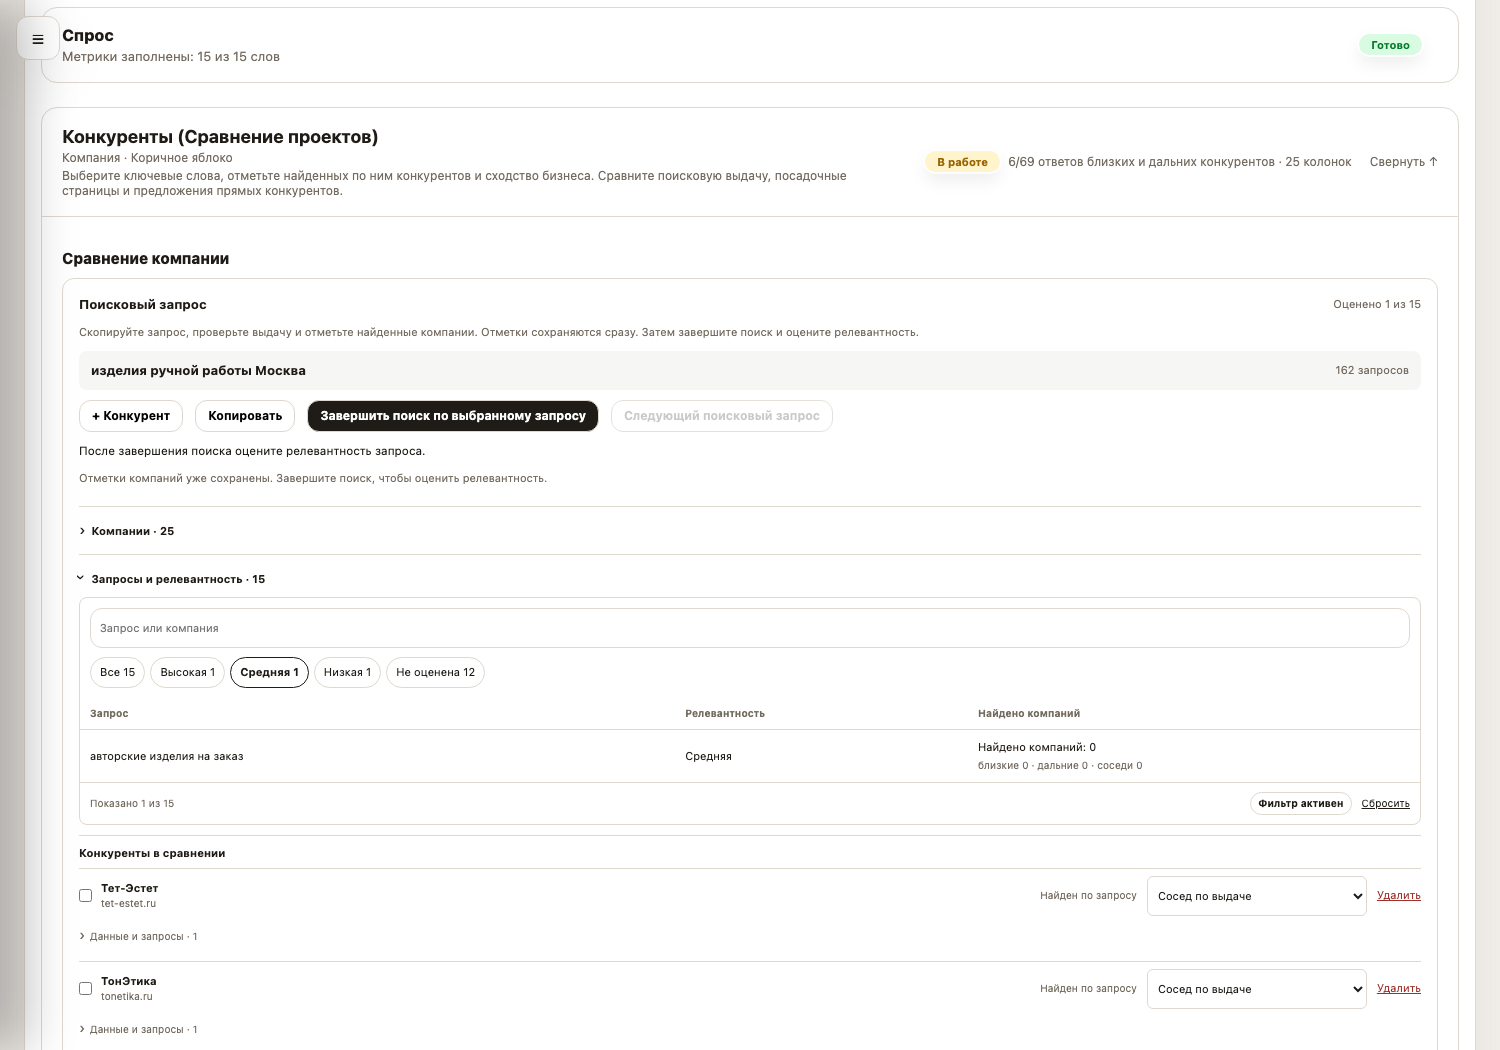 ☰
Спрос
Метрики заполнены: 15 из 15 слов
Готово
Конкуренты (Сравнение проектов)
Компания · Коричное яблоко
Выберите ключевые слова, отметьте найденных по ним конкурентов и сходство бизнеса. Сравните поисковую выдачу, посадочные
страницы и предложения прямых конкурентов.
В работе
6/69 ответов близких и дальних конкурентов · 25 колонок
Свернуть ↑
Сравнение компании
Поисковый запрос
Оценено 1 из 15
Скопируйте запрос, проверьте выдачу и отметьте найденные компании. Отметки сохраняются сразу. Затем завершите поиск и оцените релевантность.
изделия ручной работы Москва
162 запросов
+ Конкурент
Копировать
Завершить поиск по выбранному запросу
Следующий поисковый запрос
После завершения поиска оцените релевантность запроса.
Отметки компаний уже сохранены. Завершите поиск, чтобы оценить релевантность.
› Компании · 25
Запросы и релевантность · 15
Запрос или компания
Все 15
Высокая 1
Средняя 1
Низкая 1
Не оценена 12
Запрос
Релевантность
Найдено компаний
авторские изделия на заказ
Средняя
Найдено компаний: 0
близкие 0 · дальние 0 · соседи 0
Показано 1 из 15
Фильтр активен
Сбросить
Конкуренты в сравнении
Тет-Эстет
tet-estet.ru
Найден по запросу
Сосед по выдаче
Удалить
› Данные и запросы · 1
ТонЭтика
tonetika.ru
Найден по запросу
Сосед по выдаче
Удалить
› Данные и запросы · 1